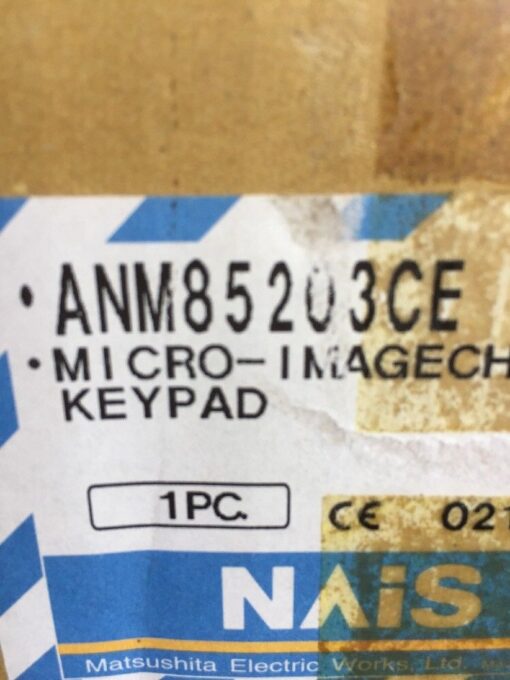 • ANM85203CE
• MICRO-IMAGECH
KEYPAD
1PC.
CE 021
NAiS
Matsushita Electric Works, Ltd.